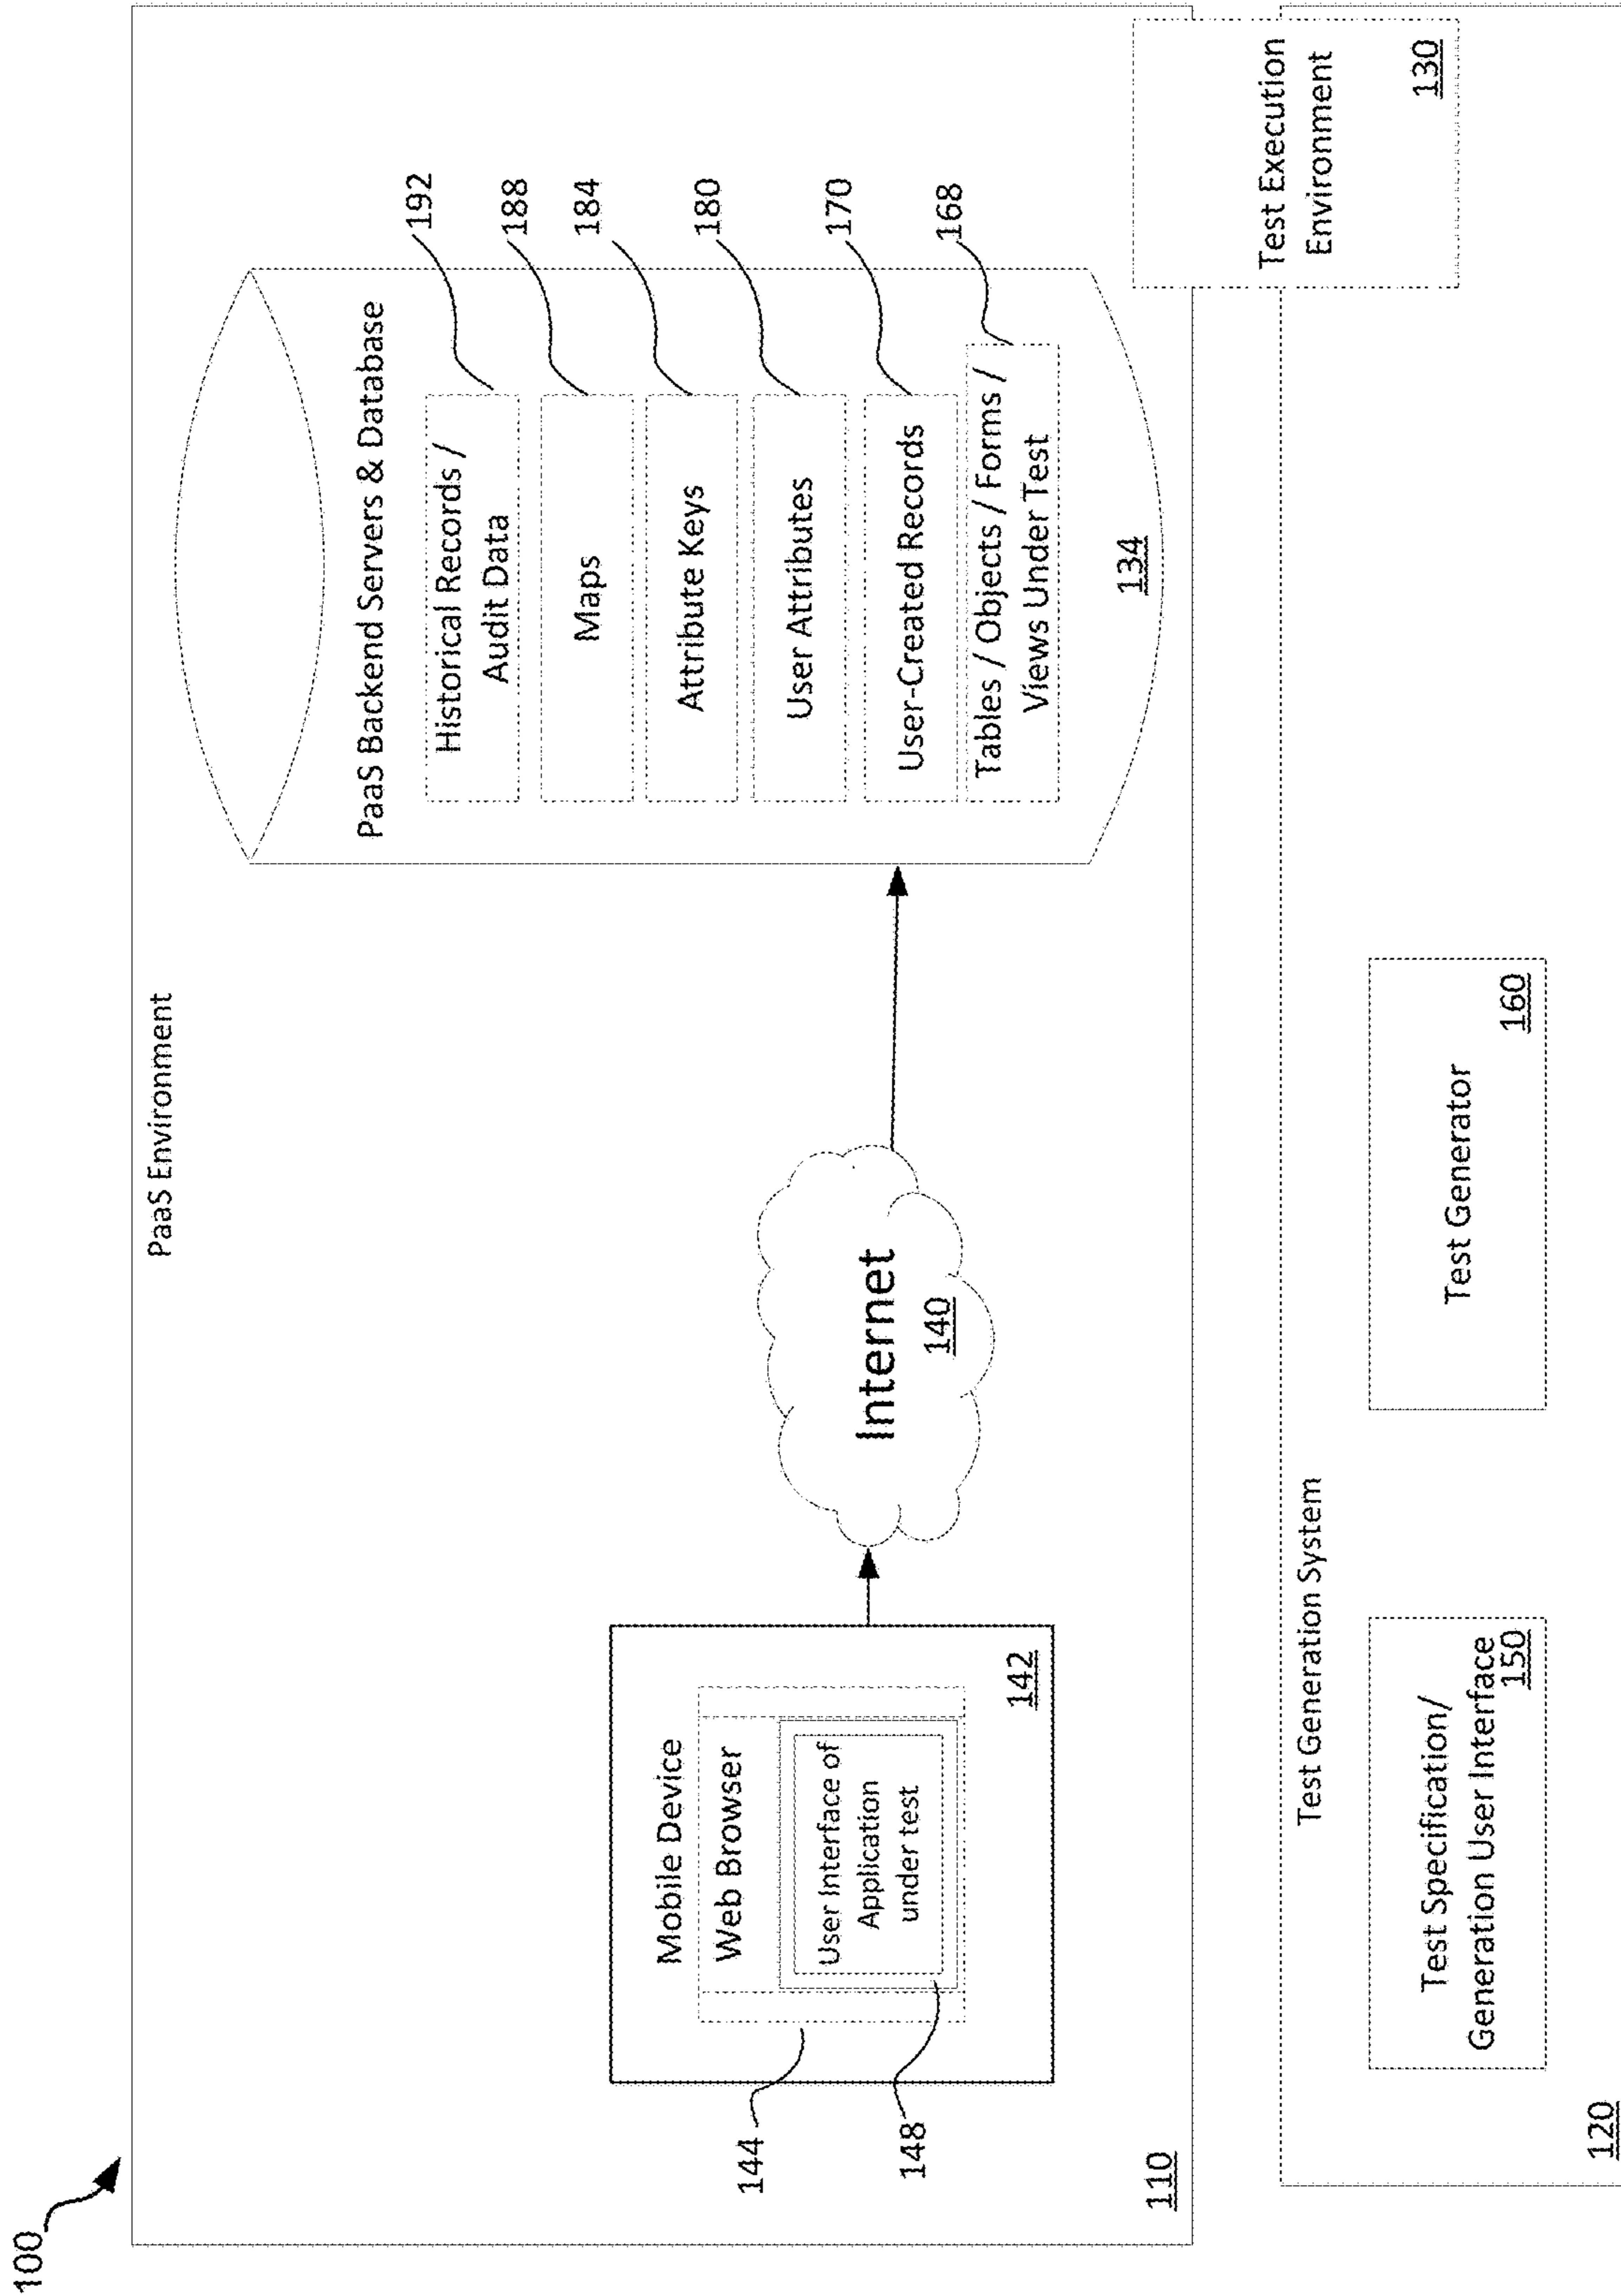 100
PaaS Environment
PaaS Backend Servers & Database
Historical Records /
Audit Data
192
Maps
188
Attribute Keys
184
User Attributes
180
User-Created Records
170
Tables / Objects / Forms /
Views Under Test
168
134
Mobile Device
Web Browser
User Interface of
Application
under test
142
144
148
Internet
140
110
Test Execution
Environment
130
Test Generation System
Test Specification/
Generation User Interface
150
Test Generator
160
120